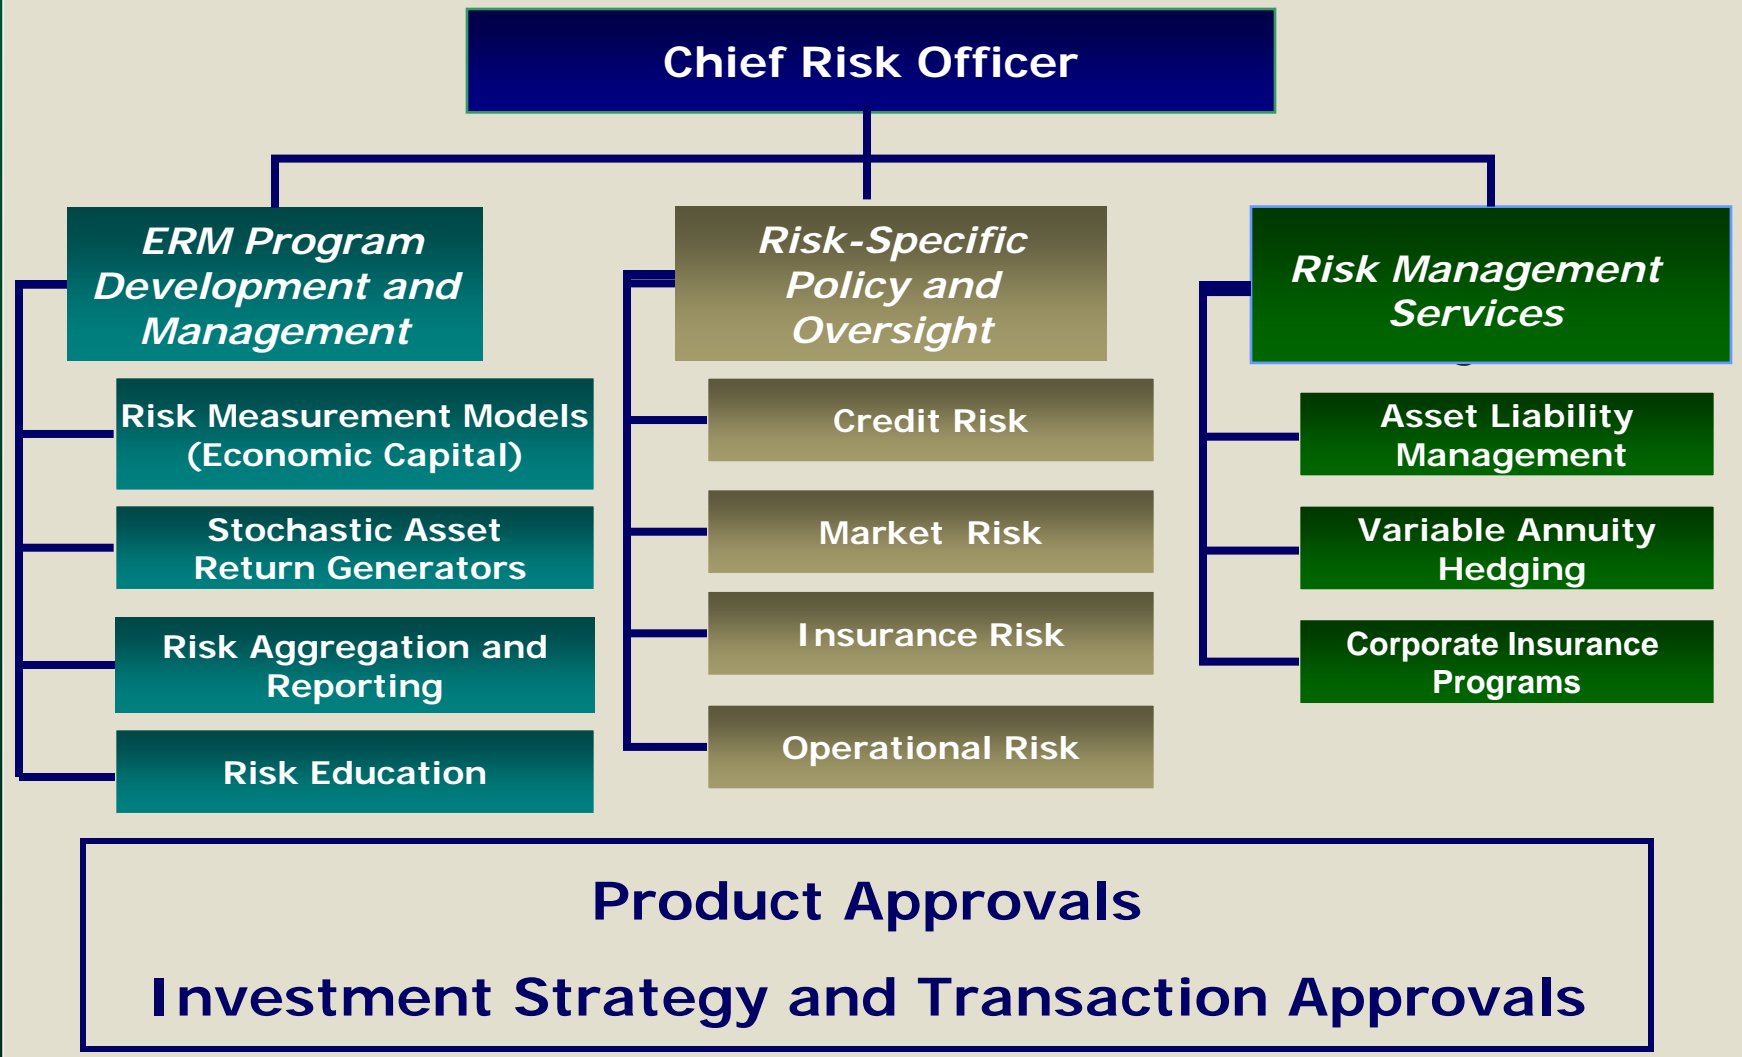 Chief Risk Officer
ERM Program
Development and
Management
Risk Measurement Models
(Economic Capital)
Stochastic Asset
Return Generators
Risk Aggregation and
Reporting
Risk Education
Risk-Specific
Policy and
Oversight
Credit Risk
Market Risk
Insurance Risk
Operational Risk
Risk Management
Services
Asset Liability
Management
Variable Annuity
Hedging
Corporate Insurance
Programs
Product Approvals
Investment Strategy and Transaction Approvals